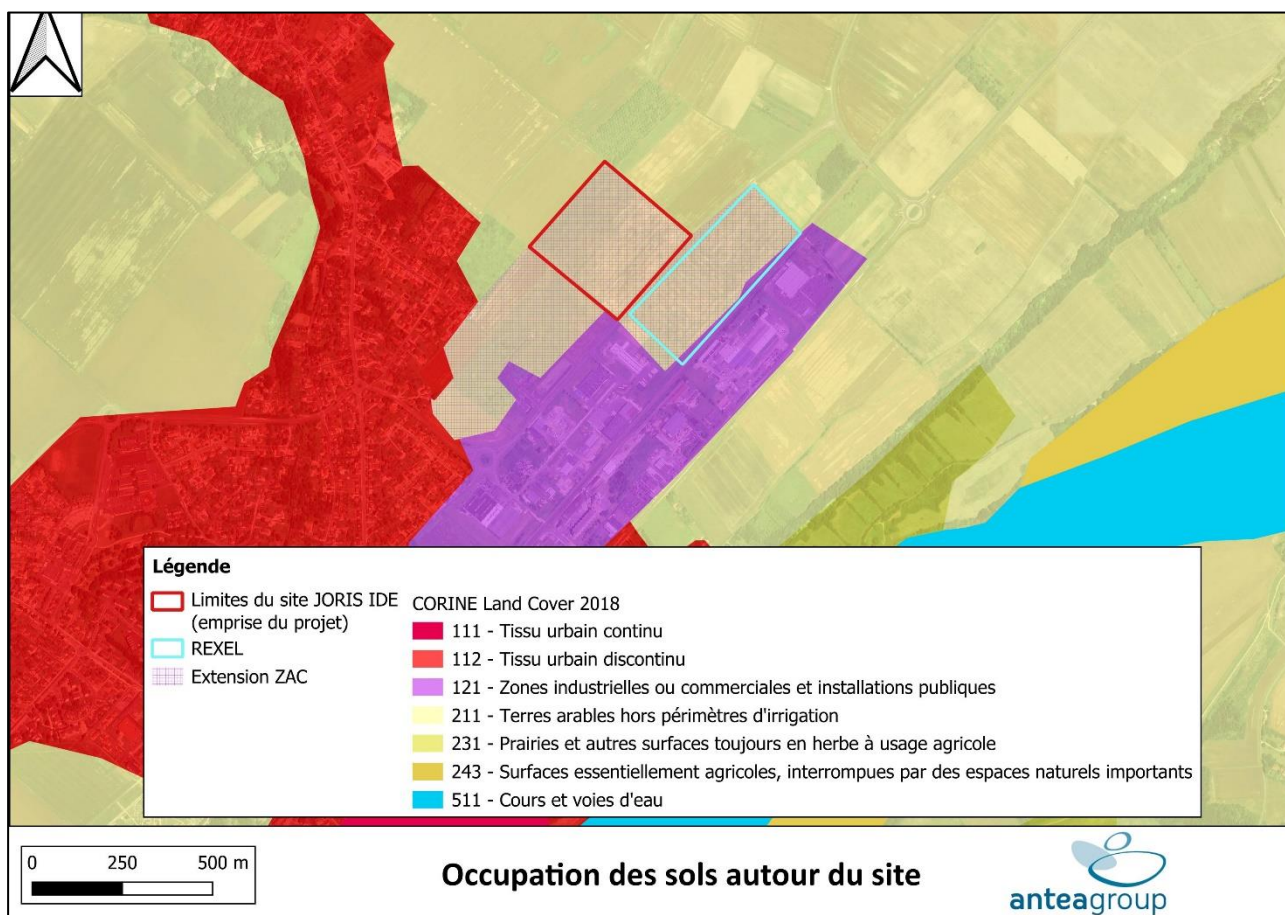 Légende
Limites du site JORIS IDE
(emprise du projet)
REXEL
Extension ZAC
CORINE Land Cover 2018
111 - Tissu urbain continu
112 - Tissu urbain discontinu
121 - Zones industrielles ou commerciales et installations publiques
211 - Terres arables hors périmètres d'irrigation
231 - Prairies et autres surfaces toujours en herbe à usage agricole
243 - Surfaces essentiellement agricoles, interrompues par des espaces naturels importants
511 - Cours et voies d'eau
0 250 500 m
Occupation des sols autour du site
anteagroup